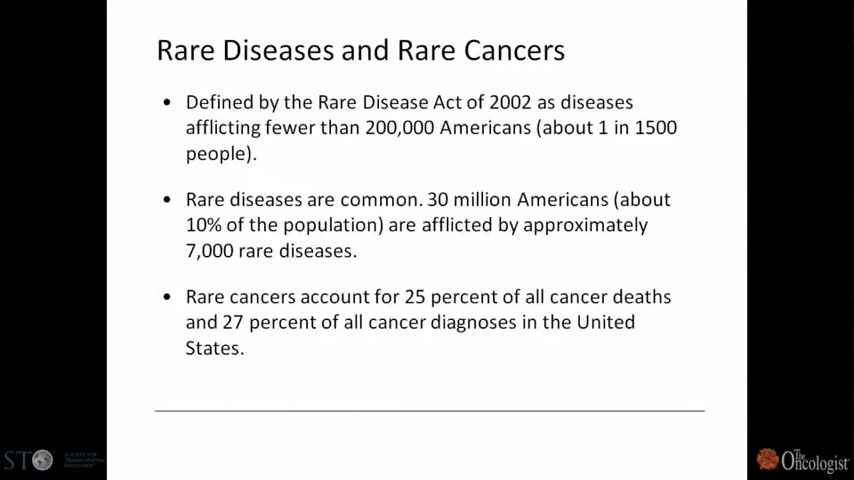 Rare Diseases and Rare Cancers
• Defined by the Rare Disease Act of 2002 as diseases
afflicting fewer than 200,000 Americans (about 1 in 1500
people).
• Rare diseases are common. 30 million Americans (about
10% of the population) are afflicted by approximately
7,000 rare diseases.
• Rare cancers account for 25 percent of all cancer deaths
and 27 percent of all cancer diagnoses in the United
States.
STO
The
Oncologist